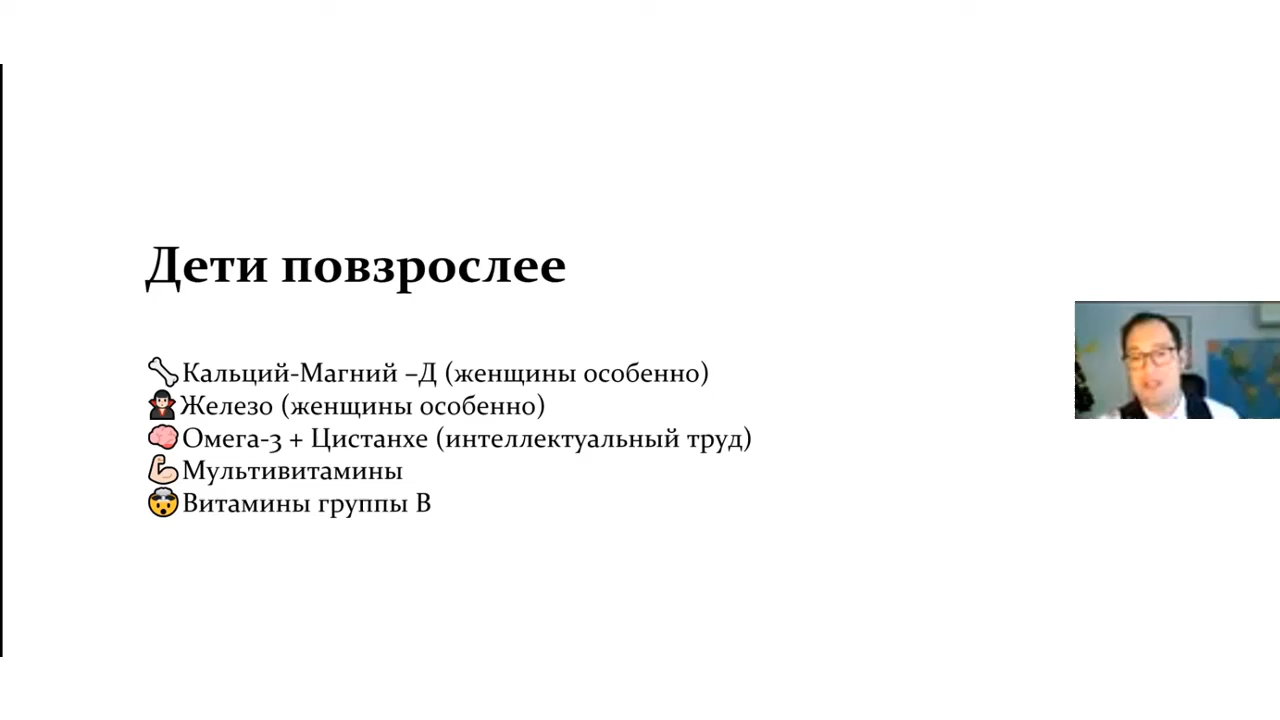 Дети повзрослее
🦴Кальций-Магний –Д (женщины особенно)
🧛🏻Железо (женщины особенно)
🧠Омега-3 + Цистанхе (интеллектуальный труд)
💪🏻Мультивитамины
🤯Витамины группы В